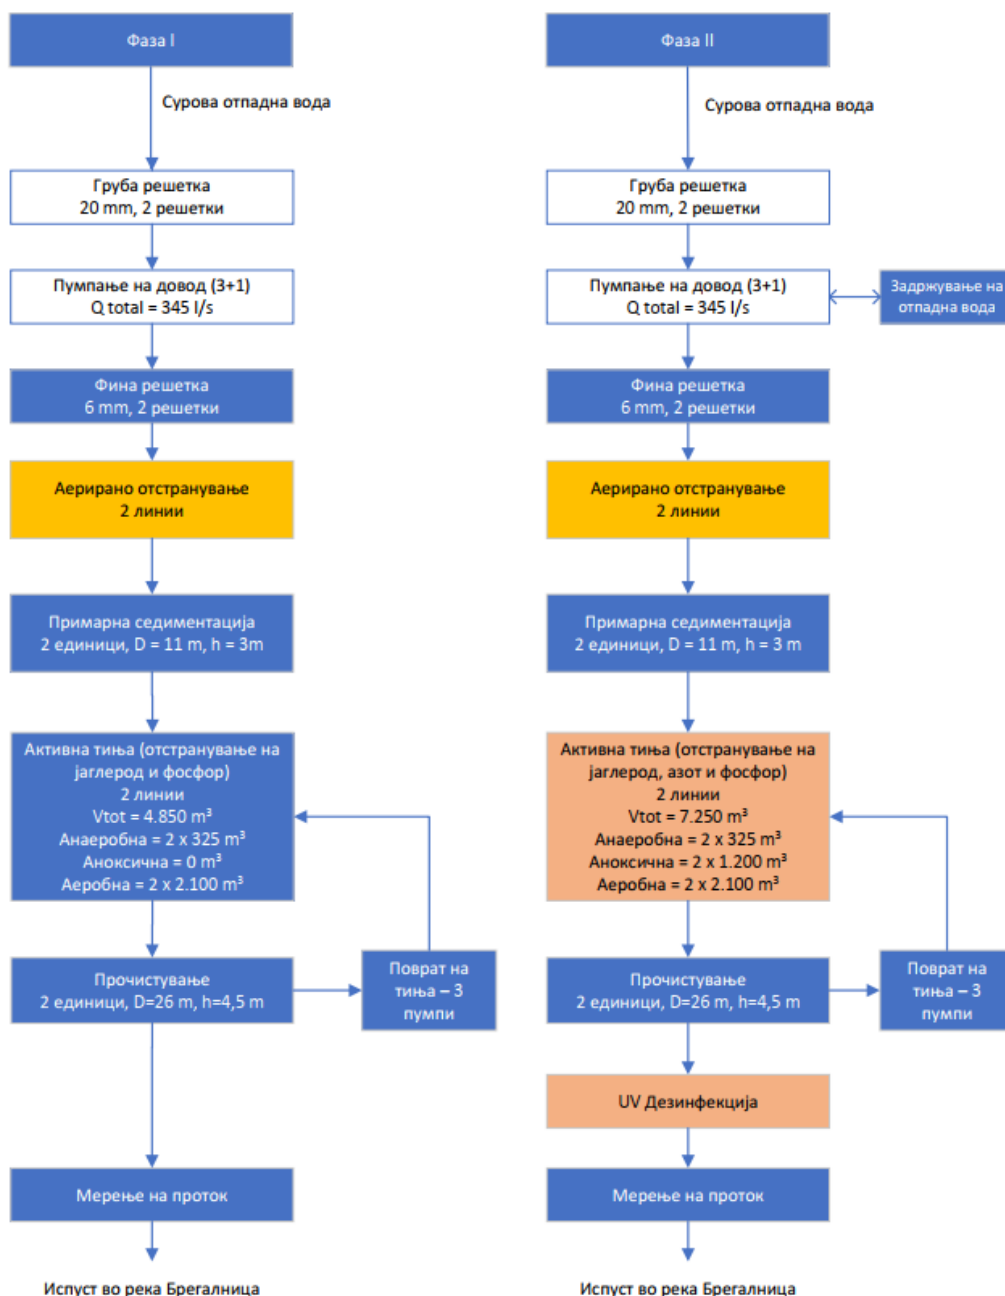 Фаза I
Сурова отпадна вода
Груба решетка
20 mm, 2 решетки
Пумпање на довод (3+1)
Q total = 345 l/s
Фина решетка
6 mm, 2 решетки
Аерирано отстранување
2 линии
Примарна седиментација
2 единици, D = 11 m, h = 3m
Активна тиња (отстранување на
јаглерод и фосфор)
2 линии
Vtot = 4.850 m³
Анаеробна = 2 x 325 m³
Аноксична = 0 m³
Аеробна = 2 x 2.100 m³
Прочистување
2 единици, D=26 m, h=4,5 m
Поврат на
тиња – 3
пумпи
Мерење на проток
Испуст во река Брегалница
Фаза II
Сурова отпадна вода
Груба решетка
20 mm, 2 решетки
Пумпање на довод (3+1)
Q total = 345 l/s
Задржување на
отпадна вода
Фина решетка
6 mm, 2 решетки
Аерирано отстранување
2 линии
Примарна седиментација
2 единици, D = 11 m, h = 3 m
Активна тиња (отстранување на
јаглерод, азот и фосфор)
2 линии
Vtot = 7.250 m³
Анаеробна = 2 x 325 m³
Аноксична = 2 x 1.200 m³
Аеробна = 2 x 2.100 m³
Прочистување
2 единици, D=26 m, h=4,5 m
Поврат на
тиња – 3
пумпи
UV Дезинфекција
Мерење на проток
Испуст во река Брегалница